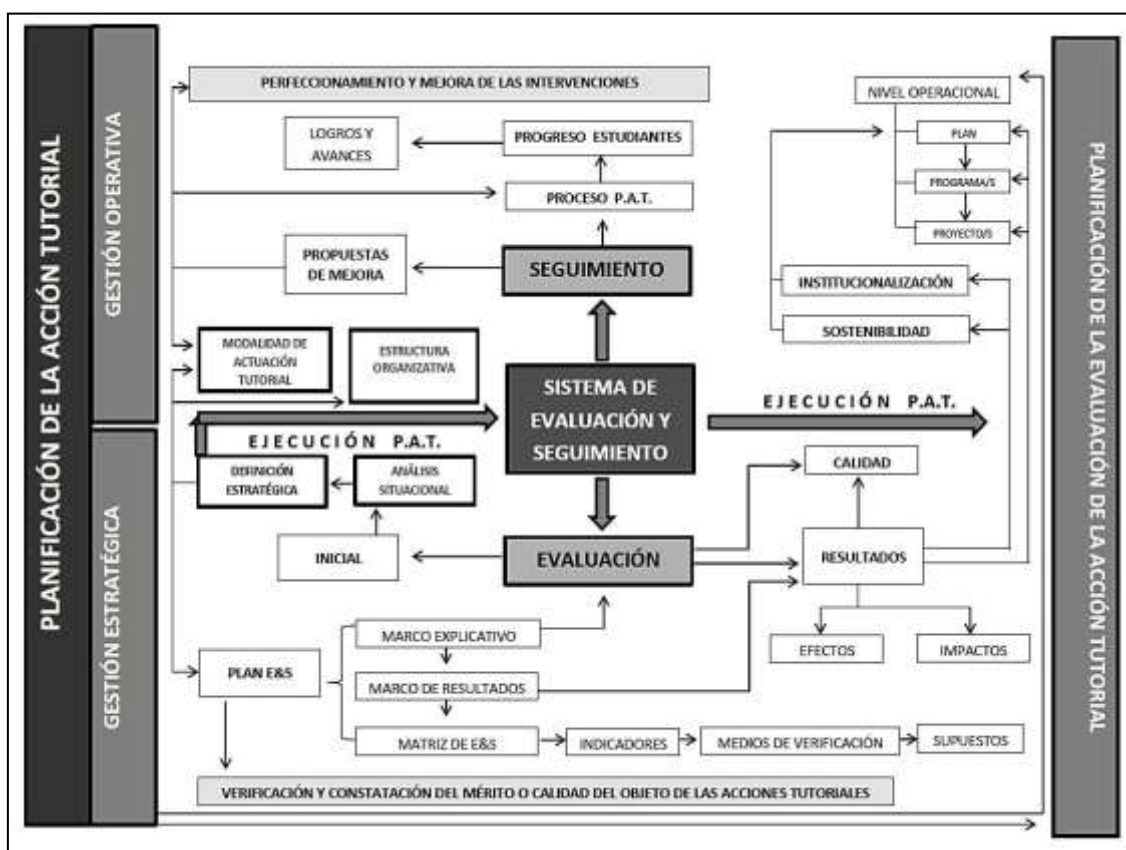 PLANIFICACIÓN DE LA ACCIÓN TUTORIAL
GESTIÓN OPERATIVA
GESTIÓN ESTRATÉGICA
PERFECCIONAMIENTO Y MEJORA DE LAS INTERVENCIONES
LOGROS Y
AVANCES
PROGRESO ESTUDIANTES
PROCESO P.A.T.
PROPUESTAS
DE MEJORA
SEGUIMIENTO
MODALIDAD DE
ACTUACIÓN
TUTORIAL
ESTRUCTURA
ORGANIZATIVA
SISTEMA DE
EVALUACIÓN Y
SEGUIMIENTO
EJECUCIÓN P.A.T.
EJECUCIÓN P.A.T.
DEFINICIÓN
ESTRATÉGICA
ANÁLISIS
SITUACIONAL
INICIAL
EVALUACIÓN
NIVEL OPERACIONAL
PLAN
PROGRAMA/S
PROYECTO/S
INSTITUCIONALIZACIÓN
SOSTENIBILIDAD
CALIDAD
RESULTADOS
EFECTOS
IMPACTOS
PLAN E&S
MARCO EXPLICATIVO
MARCO DE RESULTADOS
MATRIZ DE E&S
INDICADORES
MEDIOS DE VERIFICACIÓN
SUPUESTOS
VERIFICACIÓN Y CONSTATACIÓN DEL MÉRITO O CALIDAD DEL OBJETO DE LAS ACCIONES TUTORIALES
PLANIFICACIÓN DE LA EVALUACIÓN DE LA ACCIÓN TUTORIAL